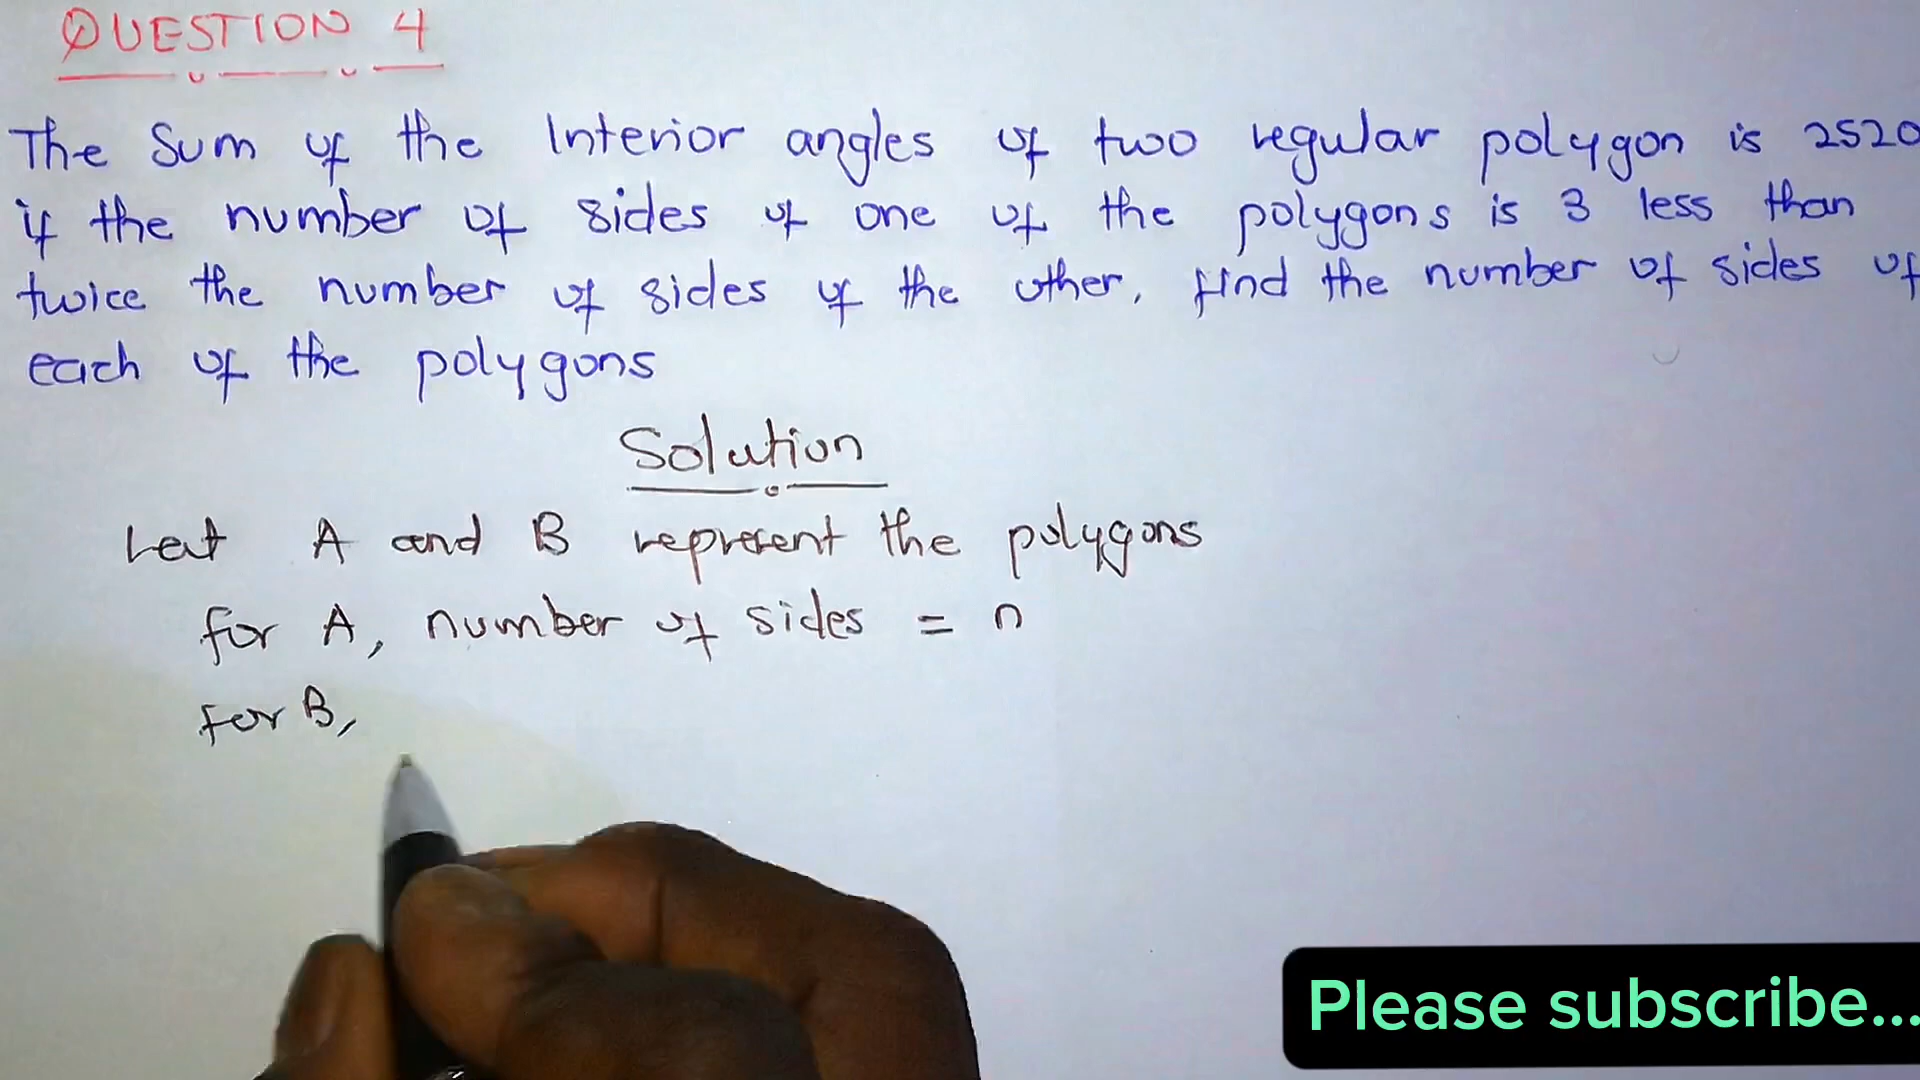 QUESTION 4
The Sum of the Interior angles of two regular polygon is 2520
if the number of sides of one of the polygons is 3 less than
twice the number of sides of the other, find the number of sides of
each of the polygons
Solution
Let A and B represent the polygons
for A, number of sides = n
for B,
Please subscribe...